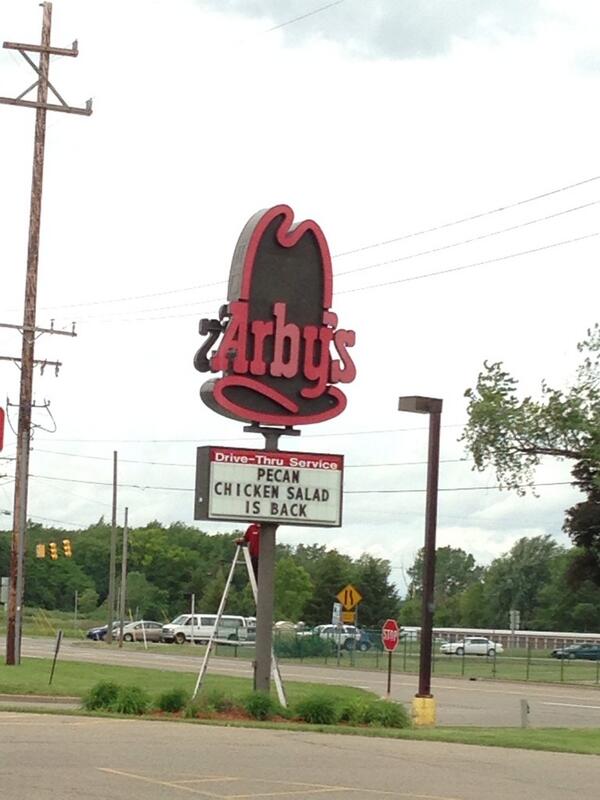 Arby's
Drive-Thru Service
PECAN
CHICKEN SALAD
IS BACK
STOP